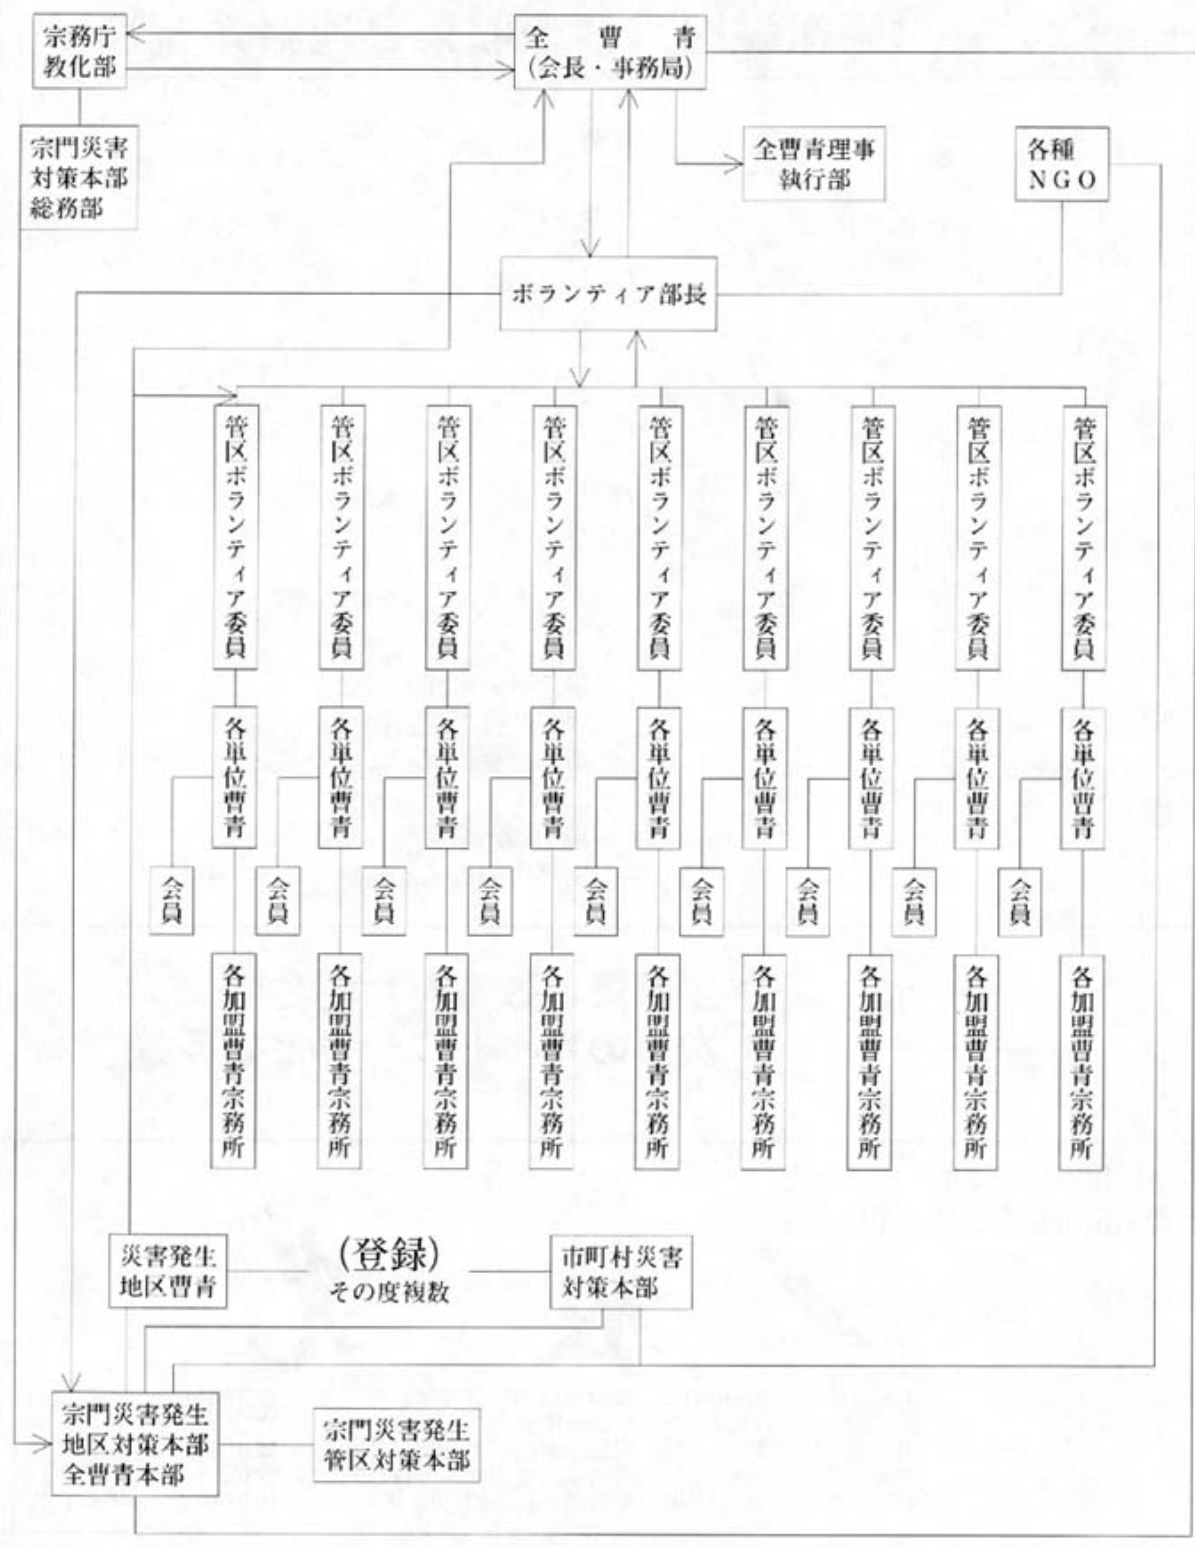 宗務庁
教化部
全曹青
(会長・事務局)
宗門災害
対策本部
総務部
全曹青理事
執行部
各種
NGO
ボランティア部長
管区ボランティア委員
管区ボランティア委員
管区ボランティア委員
管区ボランティア委員
管区ボランティア委員
管区ボランティア委員
管区ボランティア委員
管区ボランティア委員
管区ボランティア委員
各単位曹青
各単位曹青
各単位曹青
各単位曹青
各単位曹青
各単位曹青
各単位曹青
各単位曹青
各単位曹青
会員
会員
会員
会員
会員
会員
会員
会員
会員
各加盟曹青宗務所
各加盟曹青宗務所
各加盟曹青宗務所
各加盟曹青宗務所
各加盟曹青宗務所
各加盟曹青宗務所
各加盟曹青宗務所
各加盟曹青宗務所
各加盟曹青宗務所
災害発生
地区曹青
(登録)
その度複数
市町村災害
対策本部
宗門災害発生
地区対策本部
全曹青本部
宗門災害発生
管区対策本部